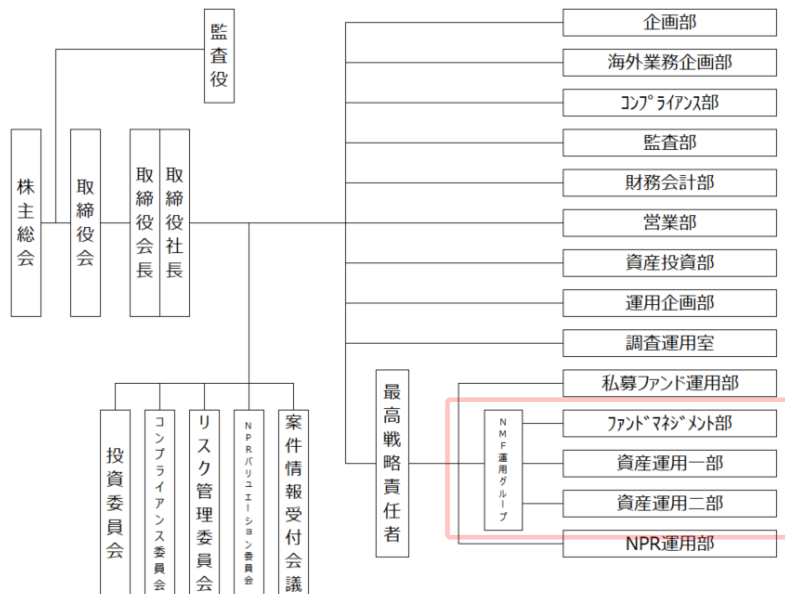 監査役
株主総会
取締役会
取締役会長
取締役社長
企画部
海外業務企画部
ｺﾝﾌﾟﾗｲｱﾝｽ部
監査部
財務会計部
営業部
資産投資部
運用企画部
調査運用室
最高戦略責任者
私募ファンド運用部
NMF運用グループ
ﾌｧﾝﾄﾞﾏﾈｼﾞﾒﾝﾄ部
資産運用一部
資産運用二部
NPR運用部
投資委員会
コンプライアンス委員会
リスク管理委員会
NPRバリュエーション委員会
案件情報受付会議